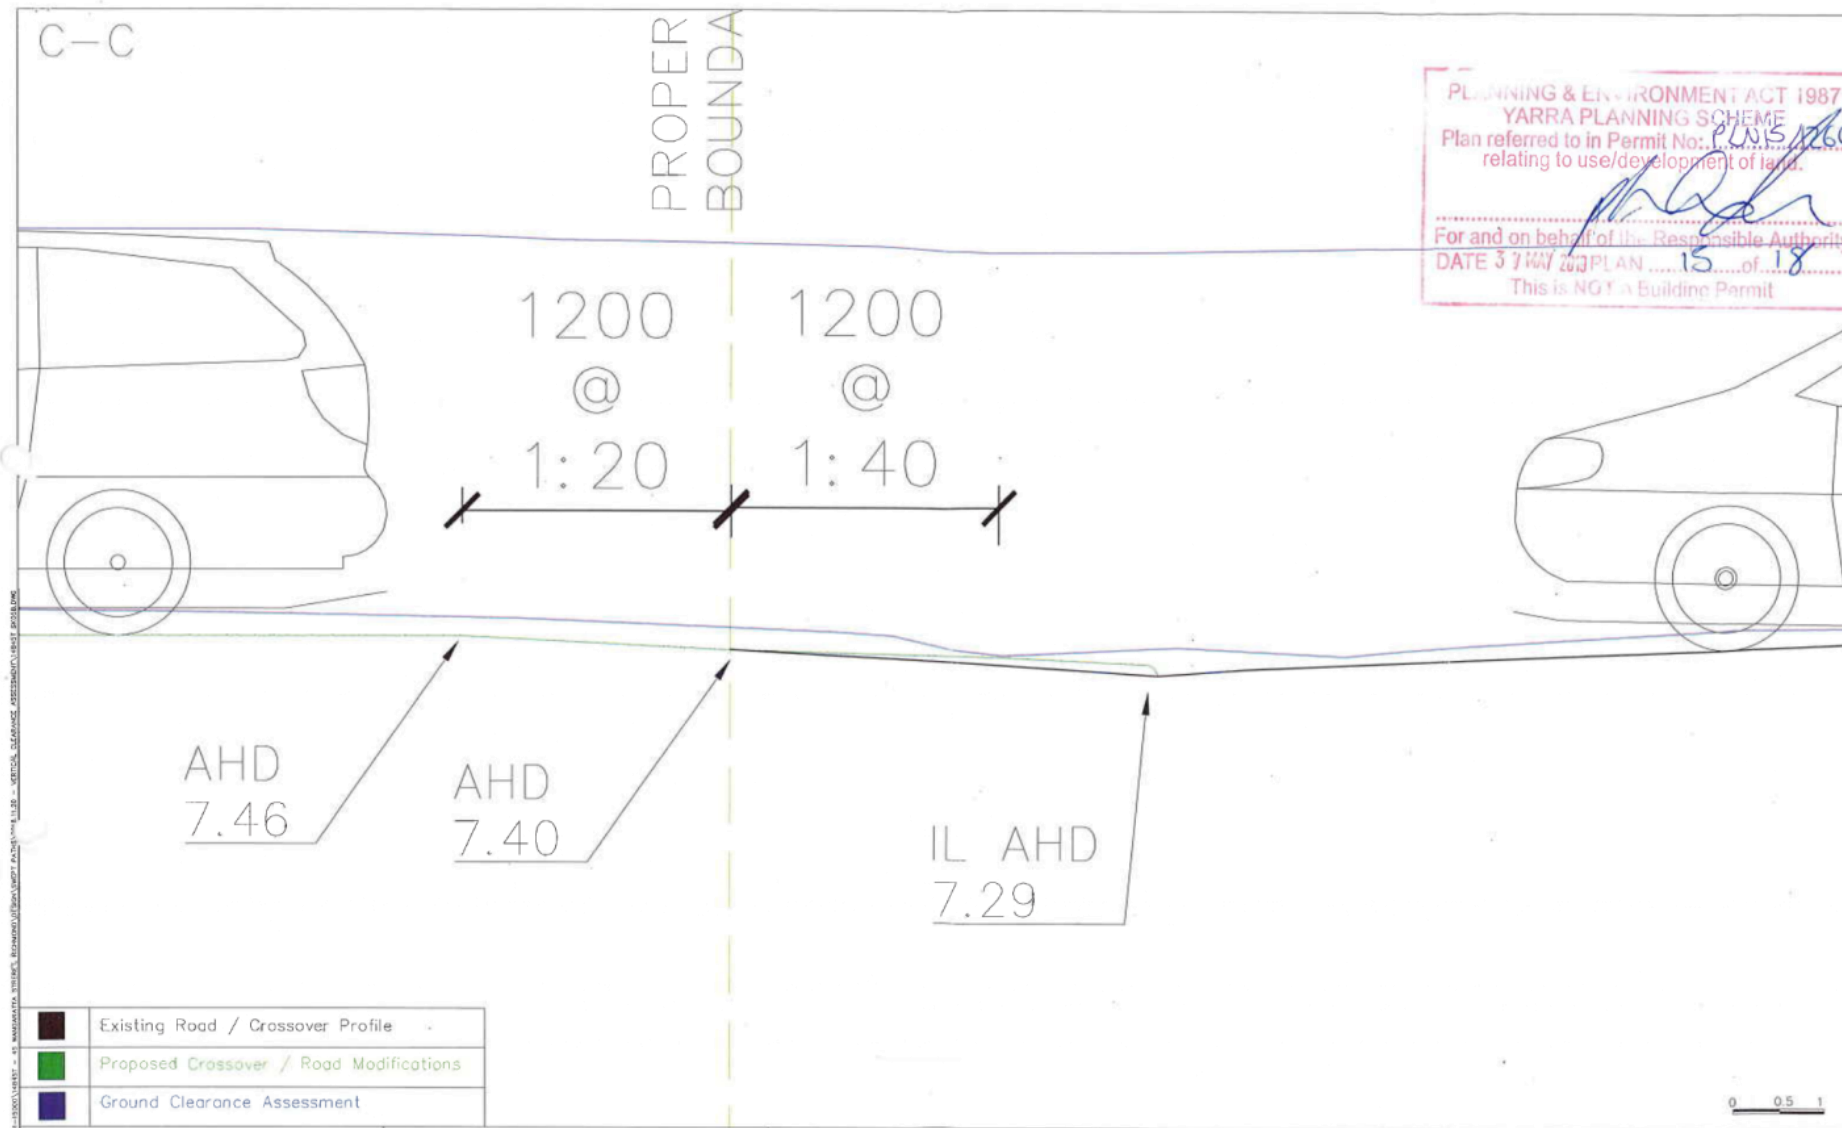 C-C
PROPER
BOUNDA
PLANNING & ENVIRONMENT ACT 1987
YARRA PLANNING SCHEME
Plan referred to in Permit No:
relating to use/development of land.
For and on behalf of the Responsible Authority
DATE MAY PLAN 15 of 18
This is NOT A Building Permit
1200 1200
@ @
1:20 1:40
AHD
7.46
AHD
7.40
IL AHD
7.29
Existing Road / Crossover Profile
Proposed Crossover / Road Modifications
Ground Clearance Assessment
0 0.5 1